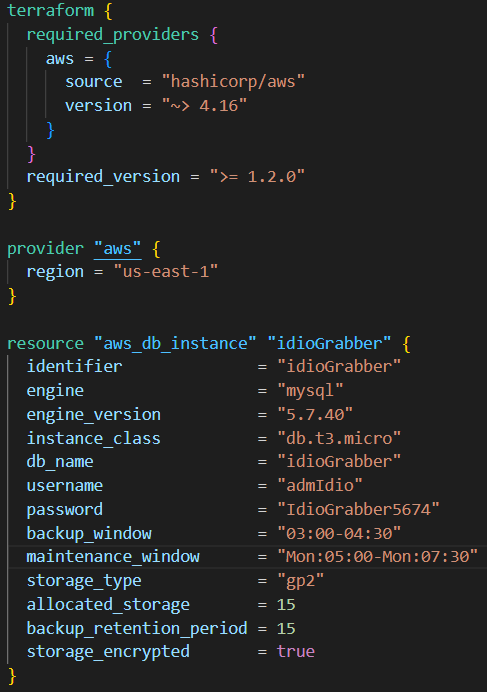 terraform {
  required_providers {
    aws = {
      source  = "hashicorp/aws"
      version = "~> 4.16"
    }
  }
  required_version = ">= 1.2.0"
}

provider "aws" {
  region = "us-east-1"
}

resource "aws_db_instance" "idioGrabber" {
  identifier              = "idioGrabber"
  engine                  = "mysql"
  engine_version          = "5.7.40"
  instance_class          = "db.t3.micro"
  db_name                 = "idioGrabber"
  username                = "admIdio"
  password                = "IdioGrabber5674"
  backup_window           = "03:00-04:30"
  maintenance_window      = "Mon:05:00-Mon:07:30"
  storage_type            = "gp2"
  allocated_storage       = 15
  backup_retention_period = 15
  storage_encrypted       = true
}